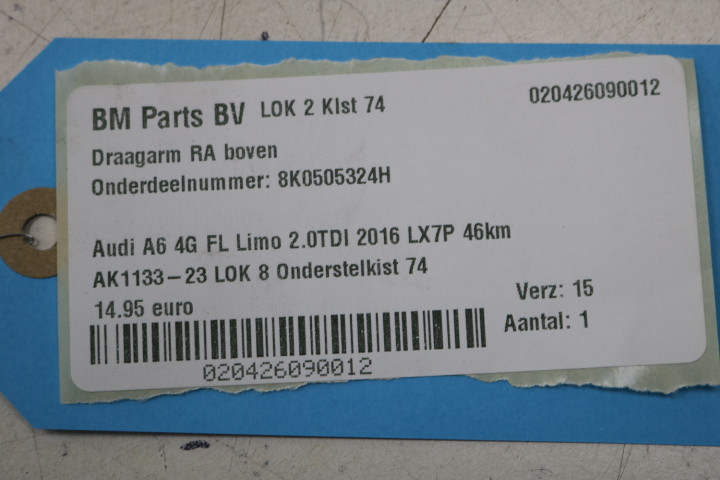 BM Parts BV LOK 2 Klst 74 020426090012
Draagarm RA boven
Onderdeelnummer: 8K0505324H
Audi A6 4G FL Limo 2.0TDI 2016 LX7P 46km
AK1133-23 LOK 8 Onderstelkist 74
14.95 euro Verz: 15
Aantal: 1
020426090012